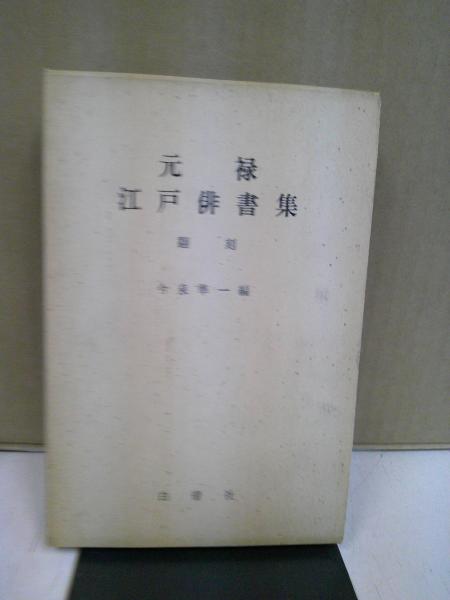 元禄
江戸俳書集
翻刻
今泉準一編
白帝社